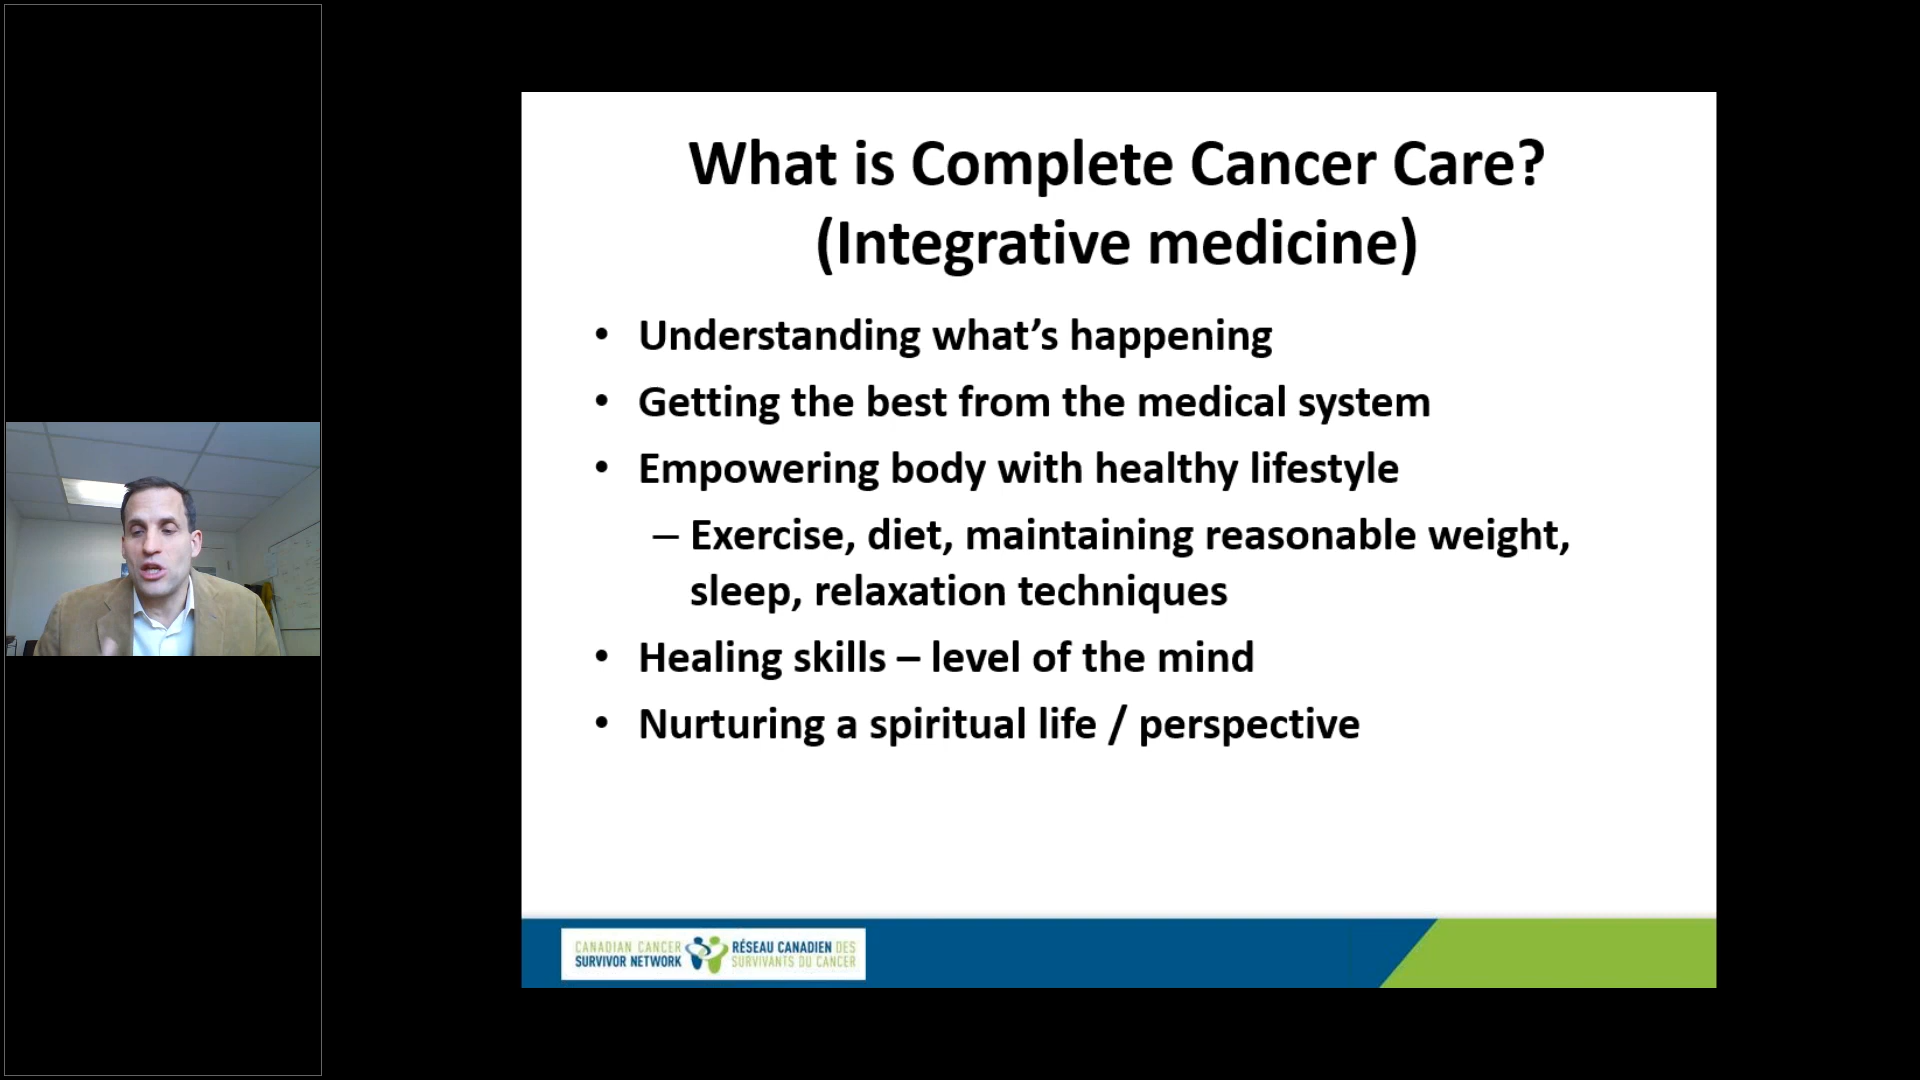 What is Complete Cancer Care?
(Integrative medicine)
• Understanding what’s happening
• Getting the best from the medical system
• Empowering body with healthy lifestyle
– Exercise, diet, maintaining reasonable weight,
sleep, relaxation techniques
• Healing skills – level of the mind
• Nurturing a spiritual life / perspective
CANADIAN CANCER
SURVIVOR NETWORK
RÉSEAU CANADIEN DES
SURVIVANTS DU CANCER